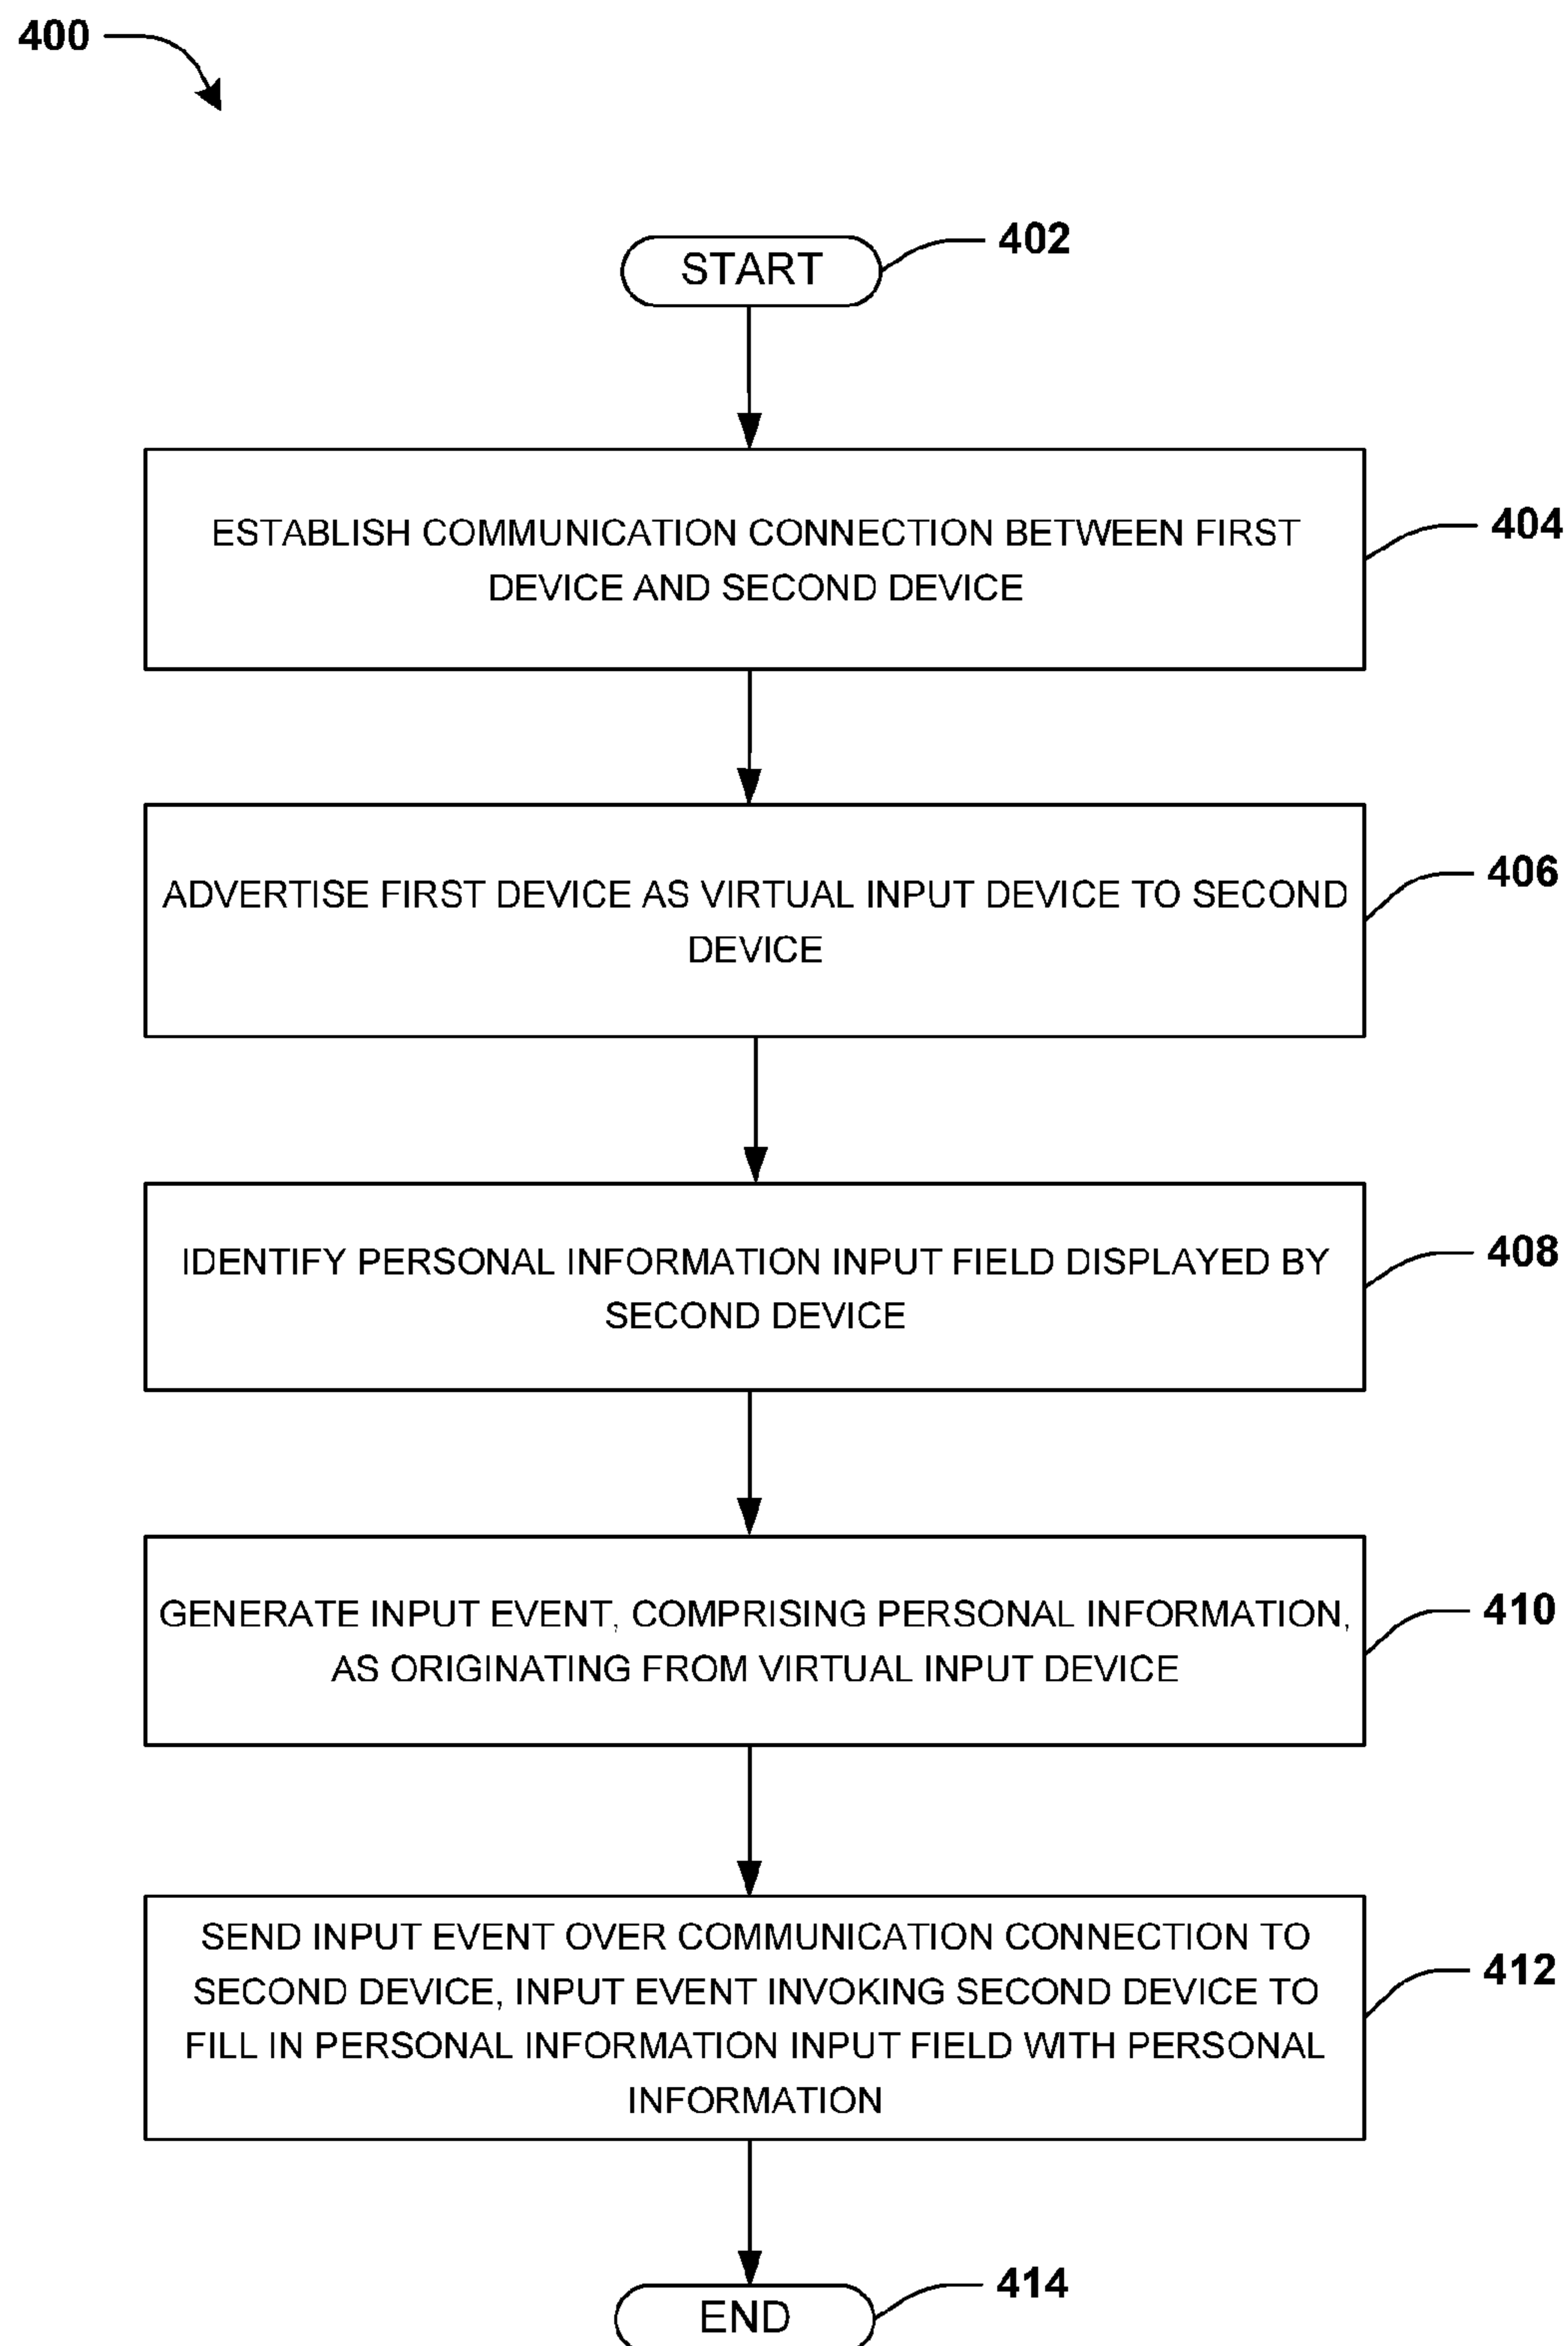 400
START
402
ESTABLISH COMMUNICATION CONNECTION BETWEEN FIRST
DEVICE AND SECOND DEVICE
404
ADVERTISE FIRST DEVICE AS VIRTUAL INPUT DEVICE TO SECOND
DEVICE
406
IDENTIFY PERSONAL INFORMATION INPUT FIELD DISPLAYED BY
SECOND DEVICE
408
GENERATE INPUT EVENT, COMPRISING PERSONAL INFORMATION,
AS ORIGINATING FROM VIRTUAL INPUT DEVICE
410
SEND INPUT EVENT OVER COMMUNICATION CONNECTION TO
SECOND DEVICE, INPUT EVENT INVOKING SECOND DEVICE TO
FILL IN PERSONAL INFORMATION INPUT FIELD WITH PERSONAL
INFORMATION
412
END
414